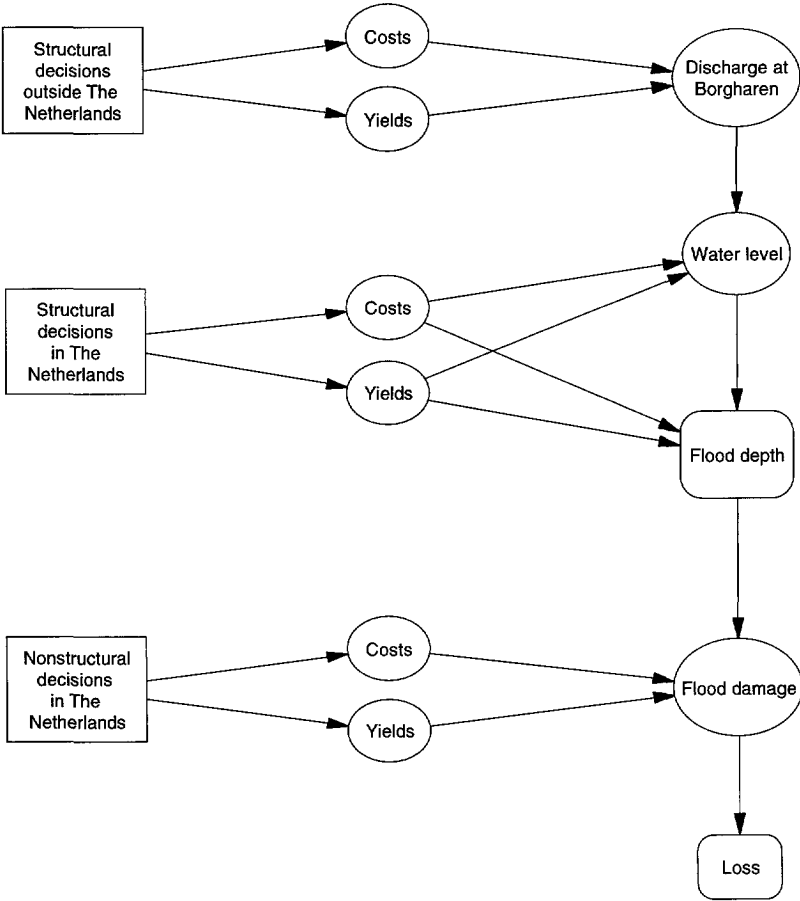 Structural
decisions
outside The
Netherlands
Costs
Yields
Discharge at
Borgharen
Water level
Structural
decisions
in The
Netherlands
Costs
Yields
Flood depth
Nonstructural
decisions
in The
Netherlands
Costs
Yields
Flood damage
Loss